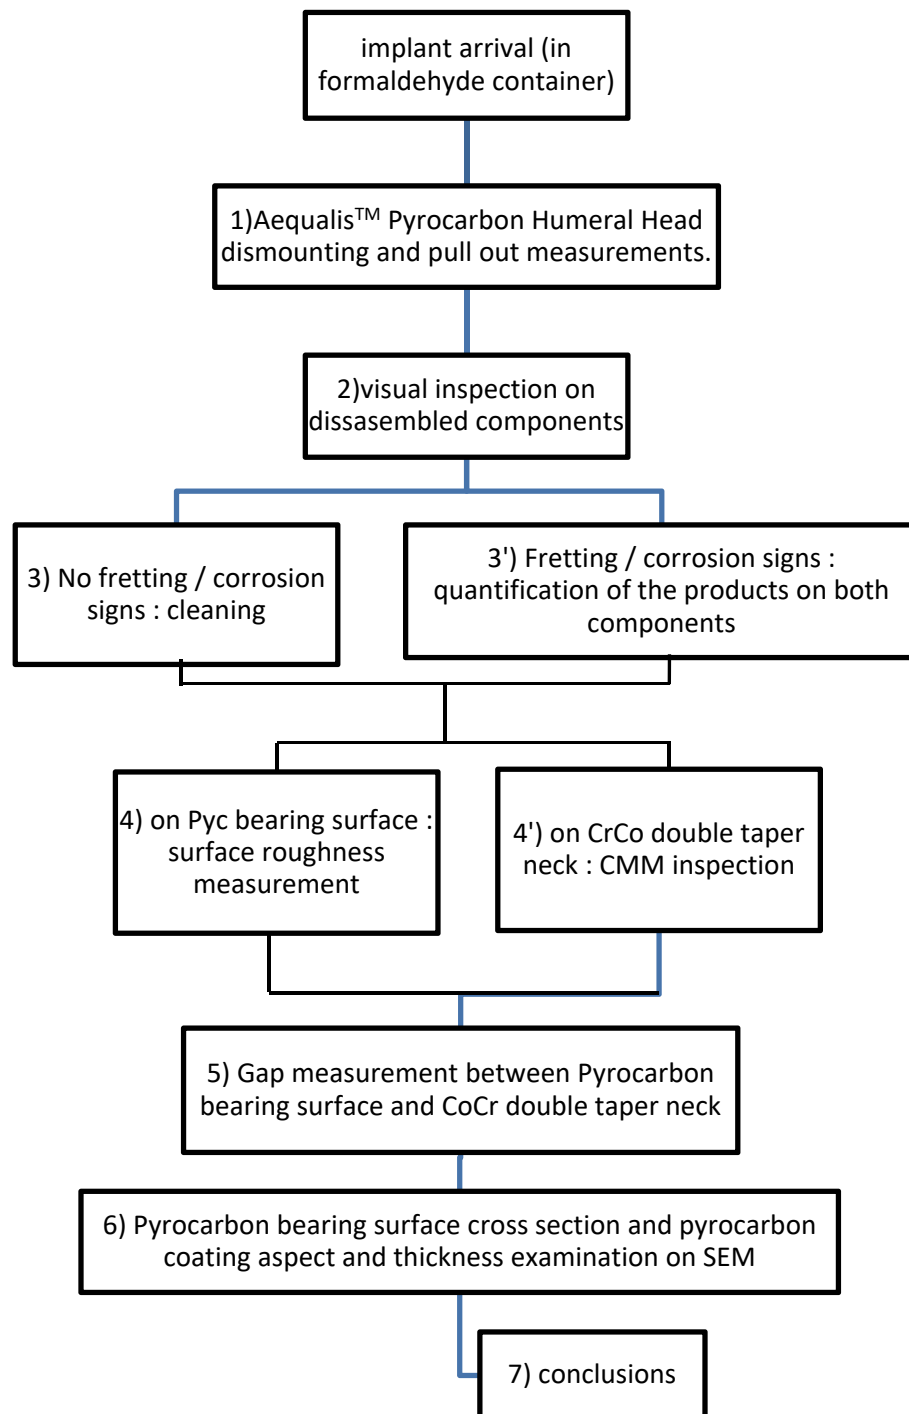 implant arrival (in
formaldehyde container)
1)Aequalis™ Pyrocarbon Humeral Head
dismounting and pull out measurements.
2)visual inspection on
dissasembled components
3) No fretting / corrosion
signs : cleaning
3') Fretting / corrosion signs :
quantification of the products on both
components
4) on Pyc bearing surface :
surface roughness
measurement
4') on CrCo double taper
neck : CMM inspection
5) Gap measurement between Pyrocarbon
bearing surface and CoCr double taper neck
6) Pyrocarbon bearing surface cross section and pyrocarbon
coating aspect and thickness examination on SEM
7) conclusions